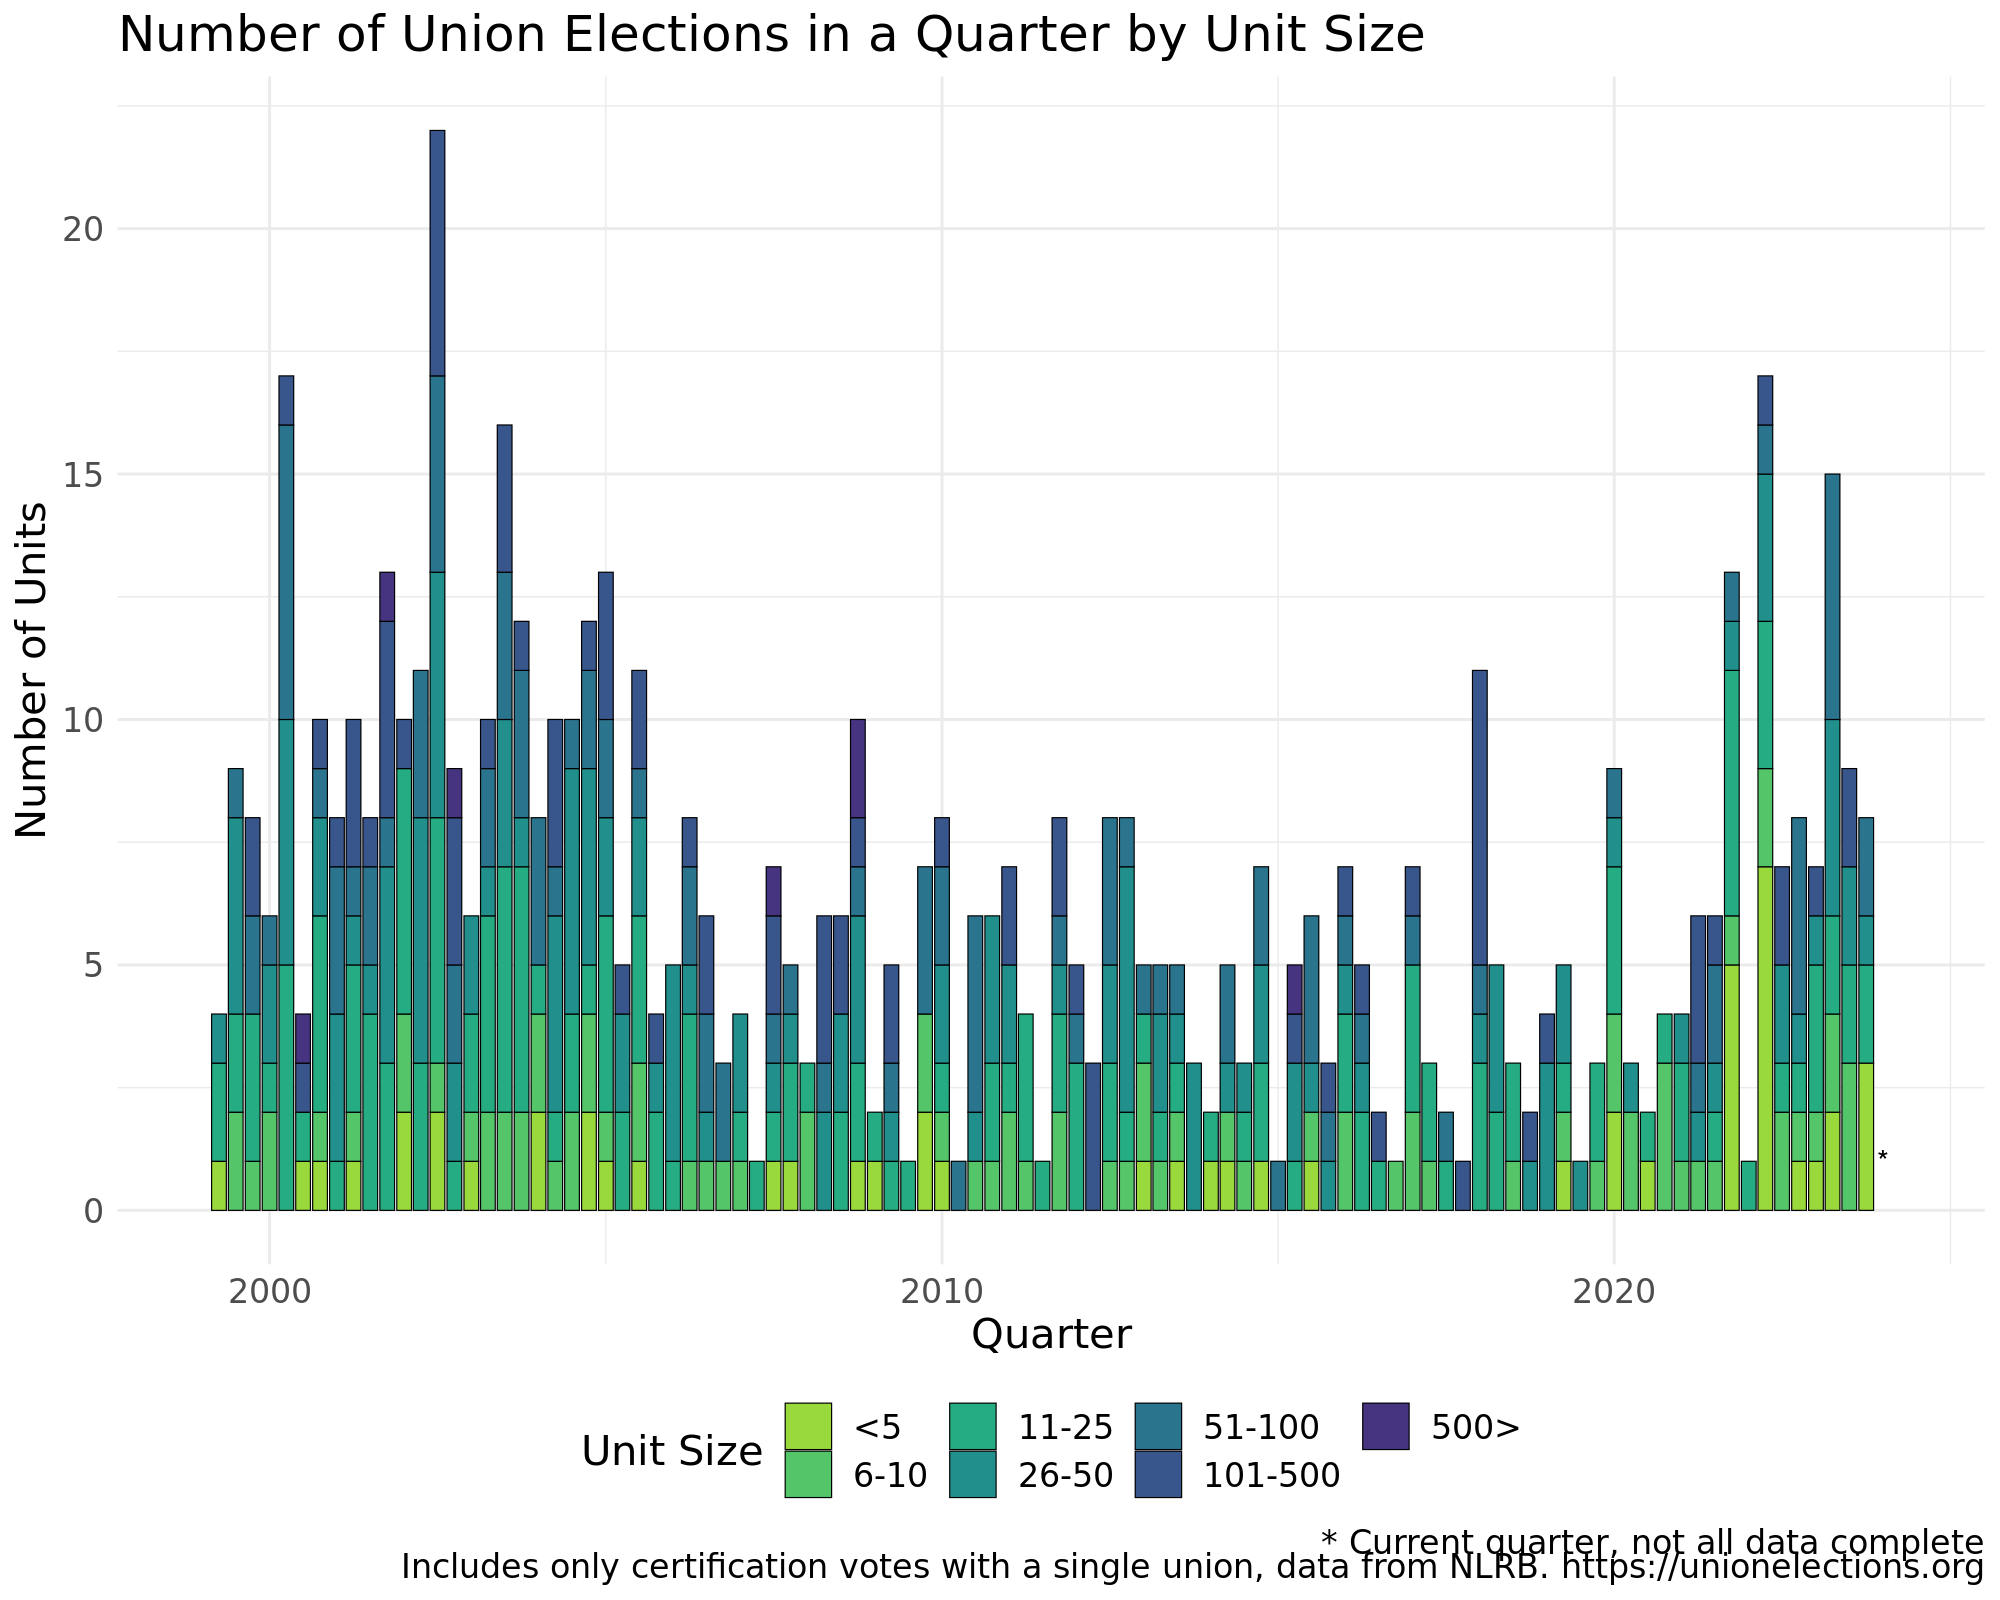 Number of Union Elections in a Quarter by Unit Size
Number of Units
20
15
10
5
0
*
2000 2010 2020
Quarter
Unit Size
<5 11-25 51-100 500>
6-10 26-50 101-500
* Current quarter, not all data complete
Includes only certification votes with a single union, data from NLRB. https://unionelections.org